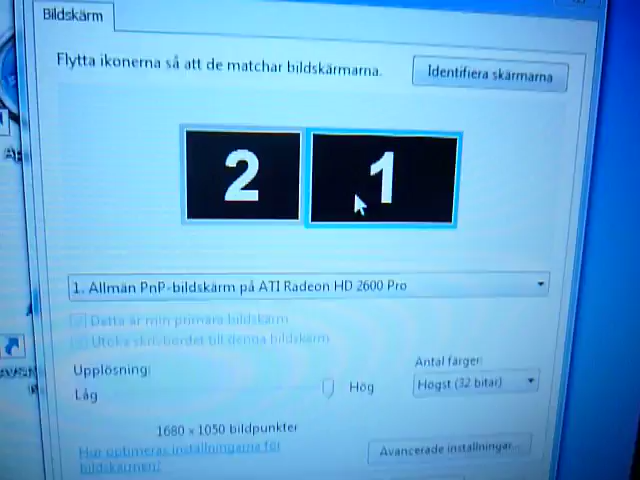 Bildskärm
Flytta ikonerna så att de matchar bildskärmarna.
Identifiera skärmarna
2 1
1. Allmän PnP-bildskärm på ATI Radeon HD 2600 Pro
Detta är min primära bildskärm
Utöka skrivbordet till denna bildskärm
Upplösning:
Antal färger:
Låg
Hög
Högst (32 bitar)
1680 x 1050 bildpunkter
Hur optimeras inställningarna för
bildskärmen?
Avancerade inställningar...